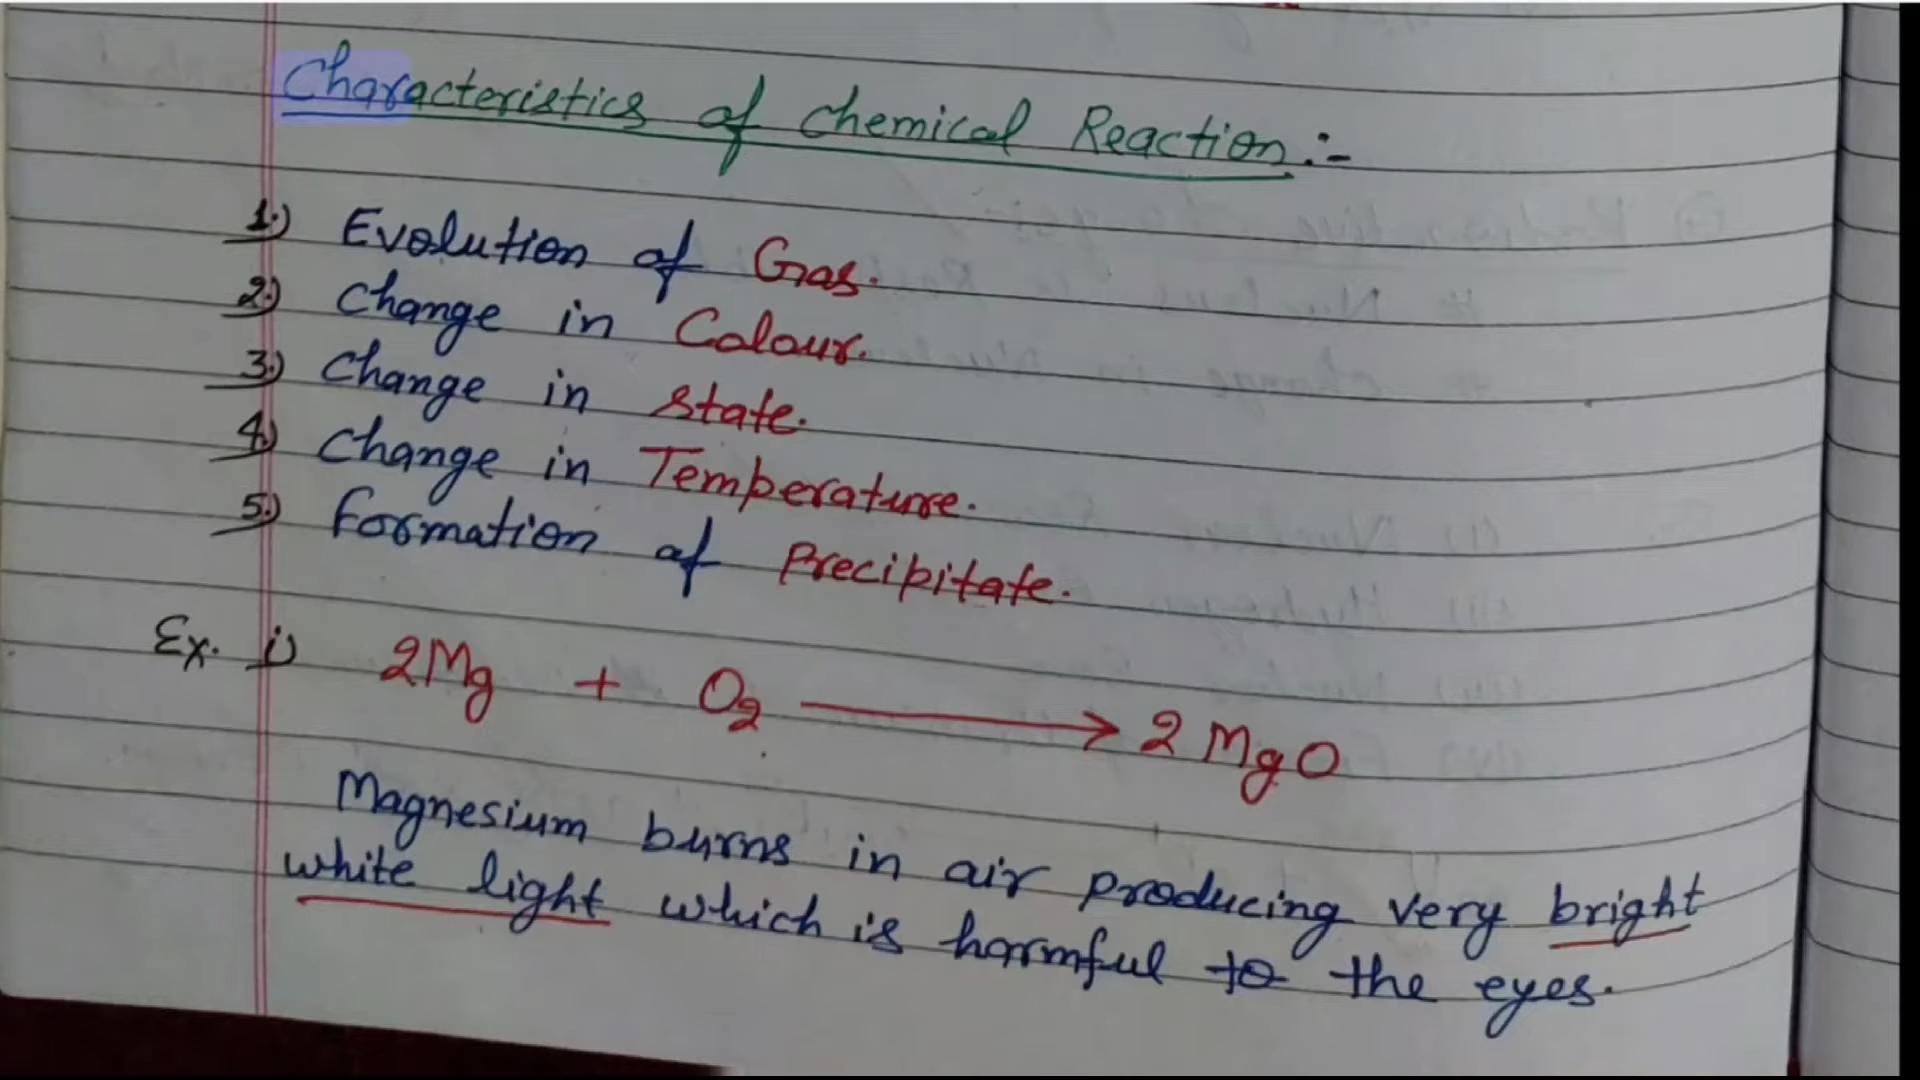 Characteristics of Chemical Reaction :-
1.) Evolution of Gas.
2.) Change in Colour.
3.) Change in state.
4.) Change in Temperature.
5.) Formation of Precipitate.
Ex. i) 2Mg + O2 ⟶ 2 MgO
Magnesium burns in air producing very bright
white light which is harmful to the eyes.